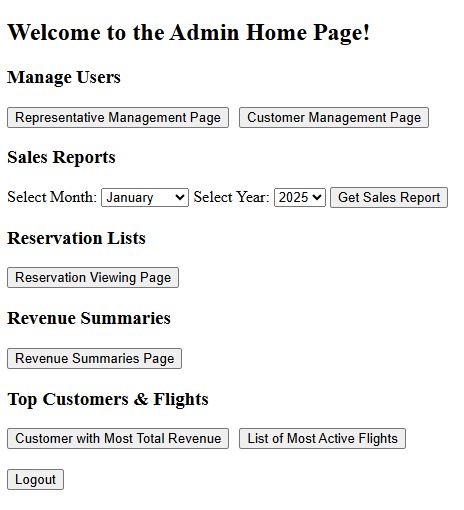 Welcome to the Admin Home Page!
Manage Users
Representative Management Page Customer Management Page
Sales Reports
Select Month: January Select Year: 2025 Get Sales Report
Reservation Lists
Reservation Viewing Page
Revenue Summaries
Revenue Summaries Page
Top Customers & Flights
Customer with Most Total Revenue List of Most Active Flights
Logout